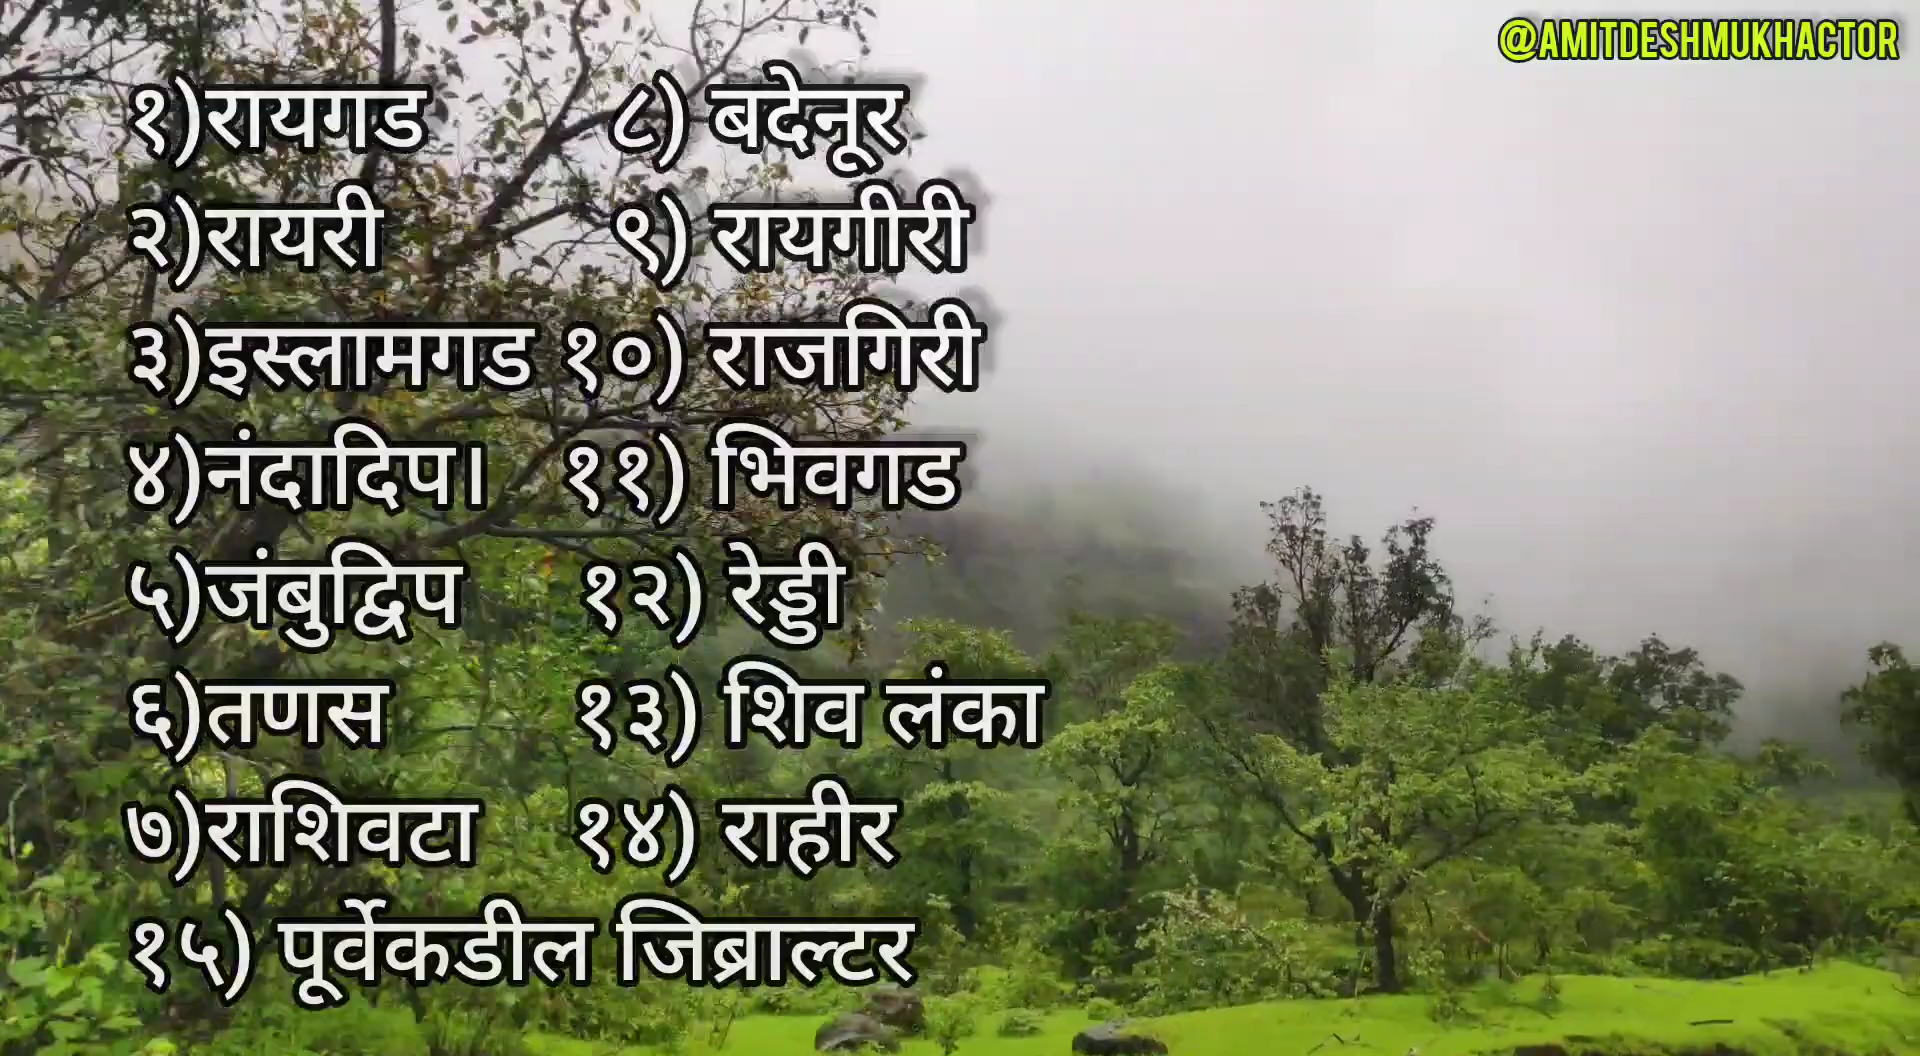 @AMITDESHMUKHACTOR
१)रायगड
२)रायरी
३)इस्लामगड
४)नंदादिप।
५)जंबुद्विप
६)तणस
७)राशिवटा
८) बदेनूर
९) रायगीरी
१०) राजगिरी
११) भिवगड
१२) रेड्डी
१३) शिव लंका
१४) राहीर
१५) पूर्वेकडील जिब्राल्टर